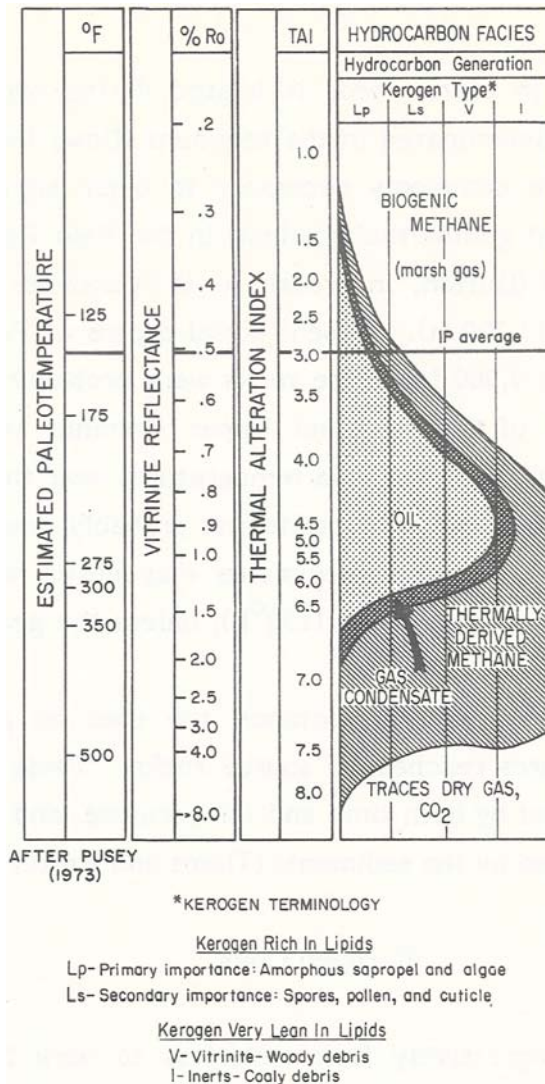 HYDROCARBON FACIES
Hydrocarbon Generation
Kerogen Type*
Lp Ls V I
°F
% Ro
TAI
ESTIMATED PALEOTEMPERATURE
125
175
275
300
350
500
VITRINITE REFLECTANCE
.2
.3
.4
.5
.6
.7
.8
.9
1.0
1.5
2.0
2.5
3.0
4.0
8.0
THERMAL ALTERATION INDEX
1.0
1.5
2.0
2.5
3.0
3.5
4.0
4.5
5.0
5.5
6.0
6.5
7.0
7.5
8.0
BIOGENIC
METHANE
(marsh gas)
IP average
OIL
THERMALLY
DERIVED
METHANE
GAS
CONDENSATE
TRACES DRY GAS,
CO2
AFTER PUSEY
(1973)
*KEROGEN TERMINOLOGY
Kerogen Rich In Lipids
Lp-Primary importance: Amorphous sapropel and algae
Ls-Secondary importance: Spores, pollen, and cuticle
Kerogen Very Lean In Lipids
V-Vitrinite-Woody debris
I-Inerts-Coaly debris